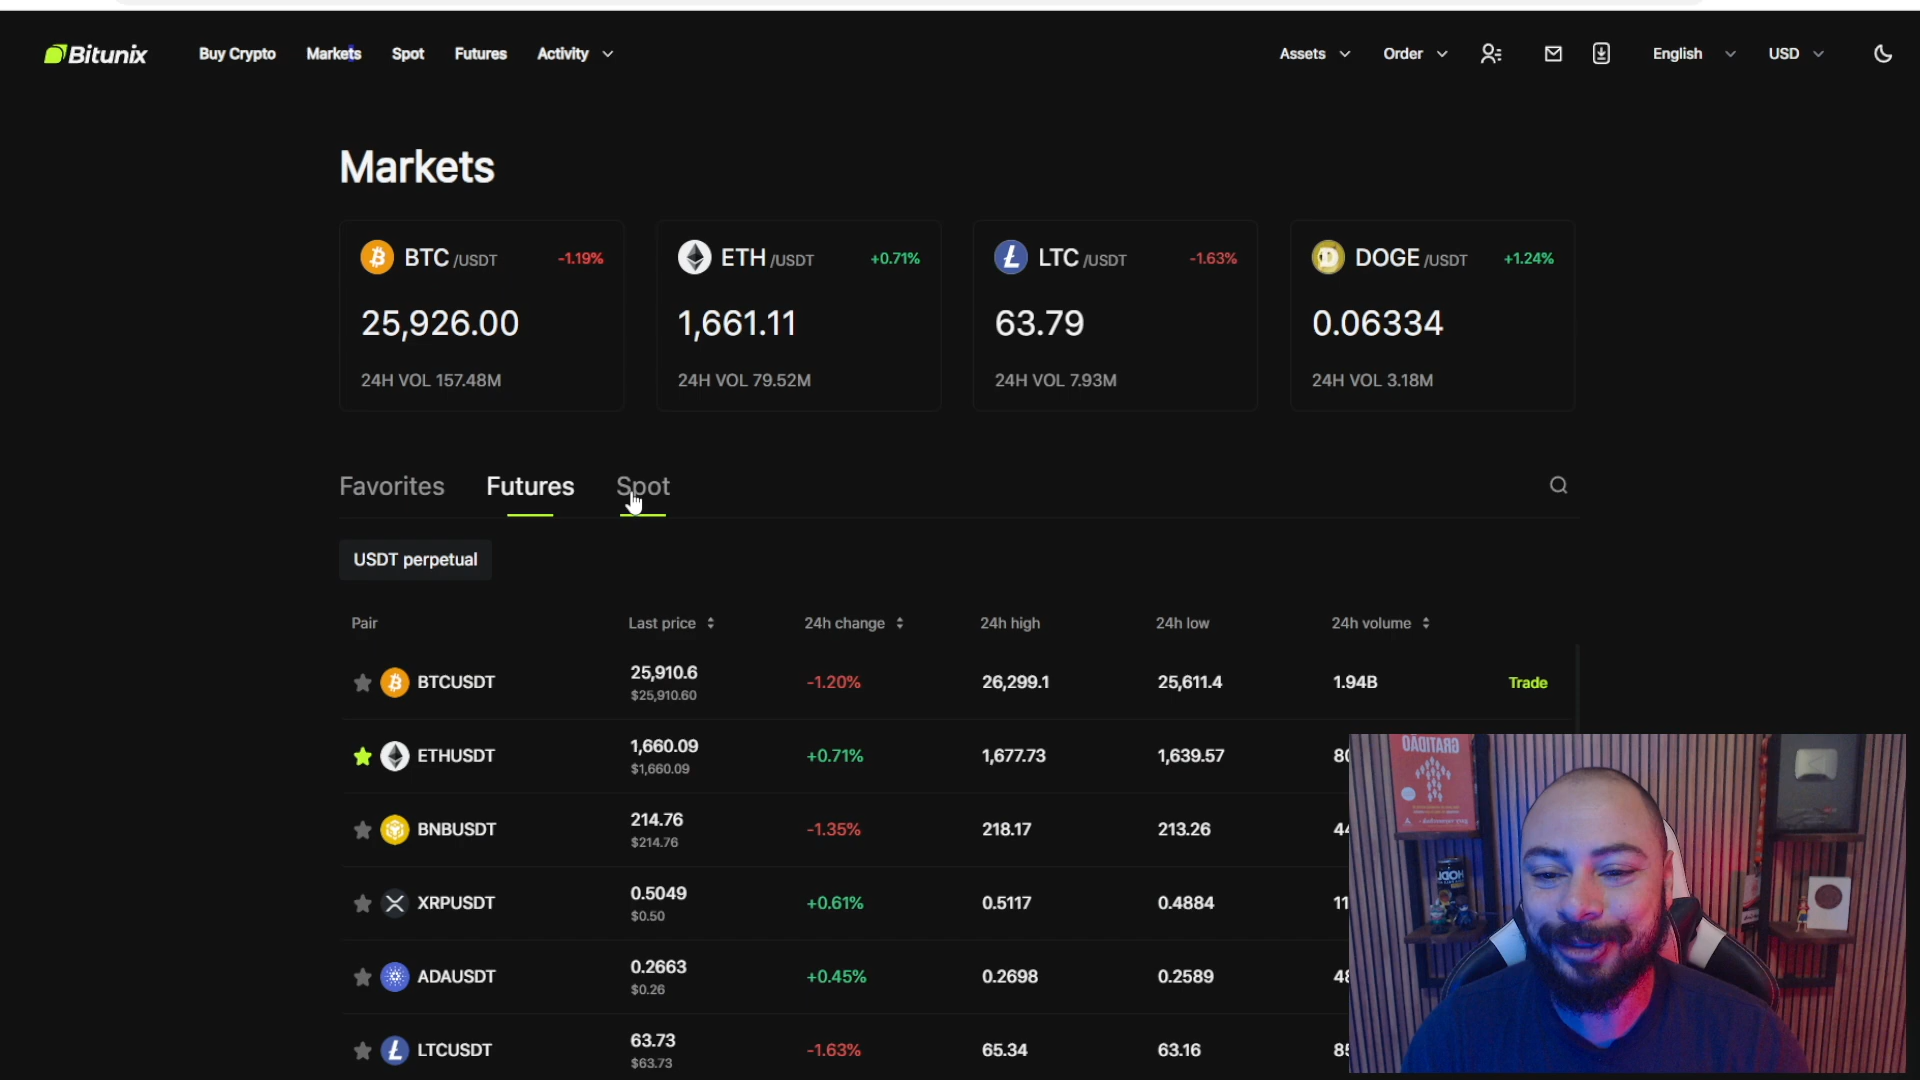 Bitunix Buy Crypto Markets Spot Futures Activity Assets Order English USD
Markets
BTC /USDT -1.19%
25,926.00
24H VOL 157.48M
ETH /USDT +0.71%
1,661.11
24H VOL 79.52M
LTC /USDT -1.63%
63.79
24H VOL 7.93M
DOGE /USDT +1.24%
0.06334
24H VOL 3.18M
Favorites Futures Spot
USDT perpetual
Pair Last price 24h change 24h high 24h low 24h volume
BTCUSDT 25,910.6 -1.20% 26,299.1 25,611.4 1.94B Trade
$25,910.60
ETHUSDT 1,660.09 +0.71% 1,677.73 1,639.57
$1,660.09
BNBUSDT 214.76 -1.35% 218.17 213.26
$214.76
XRPUSDT 0.5049 +0.61% 0.5117 0.4884
$0.50
ADAUSDT 0.2663 +0.45% 0.2698 0.2589
$0.26
LTCUSDT 63.73 -1.63% 65.34 63.16
$63.73
GRATIDÃO
HODL